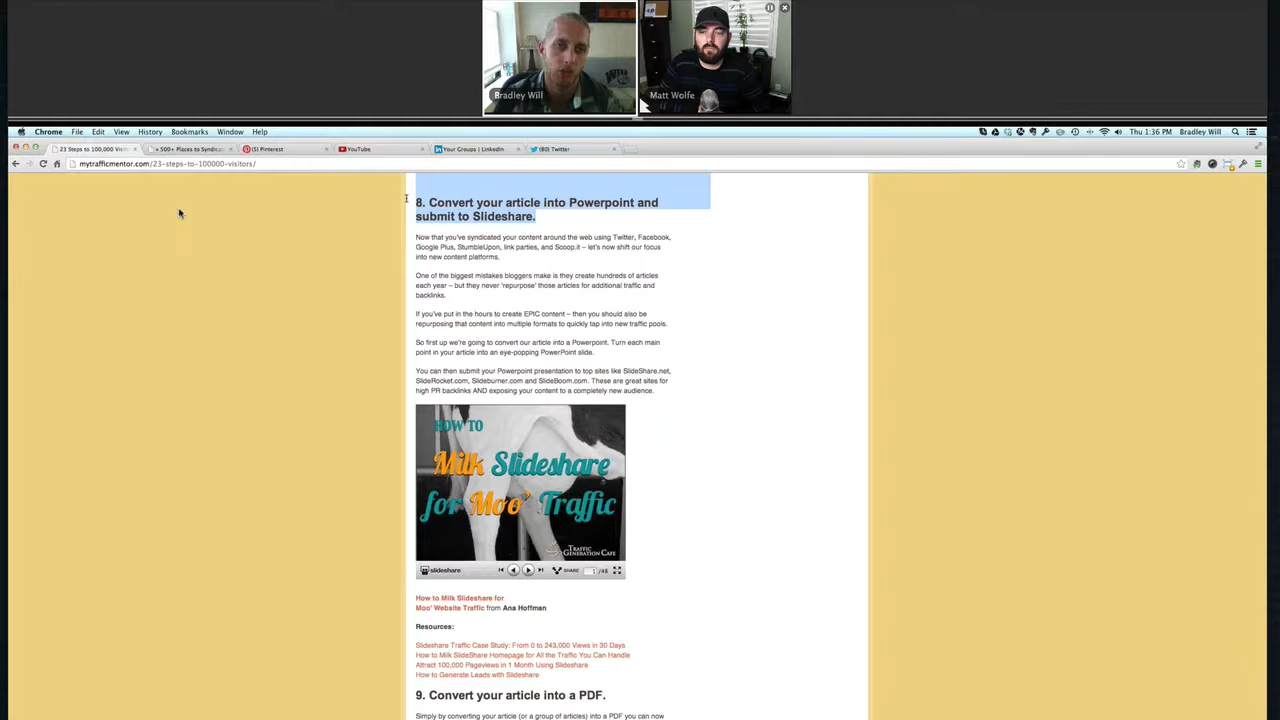 Bradley Will
Matt Wolfe
Chrome File Edit View History Bookmarks Window Help
Thu 1:36 PM Bradley Will
23 Steps to 100,000 Visitors
+ 500+ Places to Syndicate
(5) Pinterest
YouTube
Your Groups | LinkedIn
(80) Twitter
mytrafficmentor.com/23-steps-to-100000-visitors/
8. Convert your article into Powerpoint and
submit to Slideshare.
Now that you've syndicated your content around the web using Twitter, Facebook,
Google Plus, StumbleUpon, link parties, and Scoop.it – let's now shift our focus
into new content platforms.
One of the biggest mistakes bloggers make is they create hundreds of articles
each year – but they never 'repurpose' those articles for additional traffic and
backlinks.
If you've put in the hours to create EPIC content – then you should also be
repurposing that content into multiple formats to quickly tap into new traffic pools.
So first up we're going to convert our article into a Powerpoint. Turn each main
point in your article into an eye-popping PowerPoint slide.
You can then submit your Powerpoint presentation to top sites like SlideShare.net,
SlideRocket.com, Slideburner.com and SlideBoom.com. These are great sites for
high PR backlinks AND exposing your content to a completely new audience.
HOW TO
Milk Slideshare
for Moo' Traffic
TRAFFIC
GENERATION CAFE
slideshare
SHARE
1 /48
How to Milk Slideshare for
Moo' Website Traffic from Ana Hoffman
Resources:
Slideshare Traffic Case Study: From 0 to 243,000 Views in 30 Days
How to Milk SlideShare Homepage for All the Traffic You Can Handle
Attract 100,000 Pageviews in 1 Month Using Slideshare
How to Generate Leads with Slideshare
9. Convert your article into a PDF.
Simply by converting your article (or a group of articles) into a PDF you can now